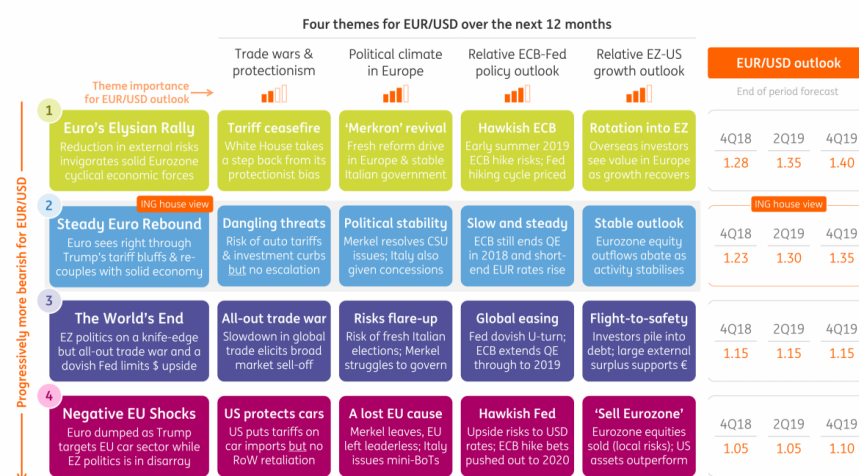 Four themes for EUR/USD over the next 12 months
Trade wars &
protectionism
Political climate
in Europe
Relative ECB-Fed
policy outlook
Relative EZ-US
growth outlook
EUR/USD outlook
Theme importance
for EUR/USD outlook
End of period forecast
Progressively more bearish for EUR/USD
1
Euro's Elysian Rally
Reduction in external risks
invigorates solid Eurozone
cyclical economic forces
Tariff ceasefire
White House takes
a step back from its
protectionist bias
'Merkron' revival
Fresh reform drive
in Europe & stable
Italian government
Hawkish ECB
Early summer 2019
ECB hike risks; Fed
hiking cycle priced
Rotation into EZ
Overseas investors
see value in Europe
as growth recovers
4Q18 2Q19 4Q19
1.28 1.35 1.40
2
ING house view
Steady Euro Rebound
Euro sees right through
Trump's tariff bluffs & re-
couples with solid economy
Dangling threats
Risk of auto tariffs
& investment curbs
but no escalation
Political stability
Merkel resolves CSU
issues; Italy also
given concessions
Slow and steady
ECB still ends QE
in 2018 and short-
end EUR rates rise
Stable outlook
Eurozone equity
outflows abate as
activity stabilises
ING house view
4Q18 2Q19 4Q19
1.23 1.30 1.35
3
The World's End
EZ politics on a knife-edge
but all-out trade war and a
dovish Fed limits $ upside
All-out trade war
Slowdown in global
trade elicits broad
market sell-off
Risks flare-up
Risk of fresh Italian
elections; Merkel
struggles to govern
Global easing
Fed dovish U-turn;
ECB extends QE
through to 2019
Flight-to-safety
Investors pile into
debt; large external
surplus supports €
4Q18 2Q19 4Q19
1.15 1.15 1.15
4
Negative EU Shocks
Euro dumped as Trump
targets EU car sector while
EZ politics is in disarray
US protects cars
US puts tariffs on
car imports but no
RoW retaliation
A lost EU cause
Merkel leaves, EU
left leaderless; Italy
issues mini-BoTs
Hawkish Fed
Upside risks to USD
rates; ECB hike bets
pushed out to 2020
'Sell Eurozone'
Eurozone equities
sold (local risks); US
assets outperform
4Q18 2Q19 4Q19
1.05 1.05 1.10